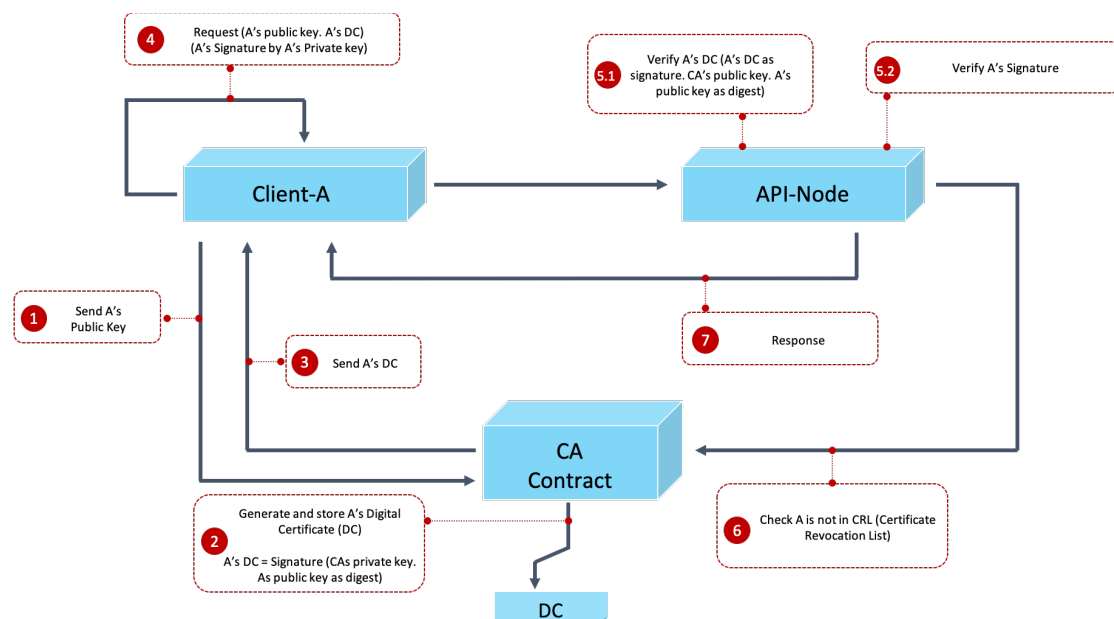 4
Request (A's public key. A's DC)
(A's Signature by A's Private key)
5.1
Verify A's DC (A's DC as
signature. CA's public key. A's
public key as digest)
5.2
Verify A's Signature
Client-A
API-Node
1
Send A's
Public Key
3
Send A's DC
7
Response
CA
Contract
2
Generate and store A's Digital
Certificate (DC)
A's DC = Signature (CAs private key.
As public key as digest)
6
Check A is not in CRL (Certificate
Revocation List)
DC